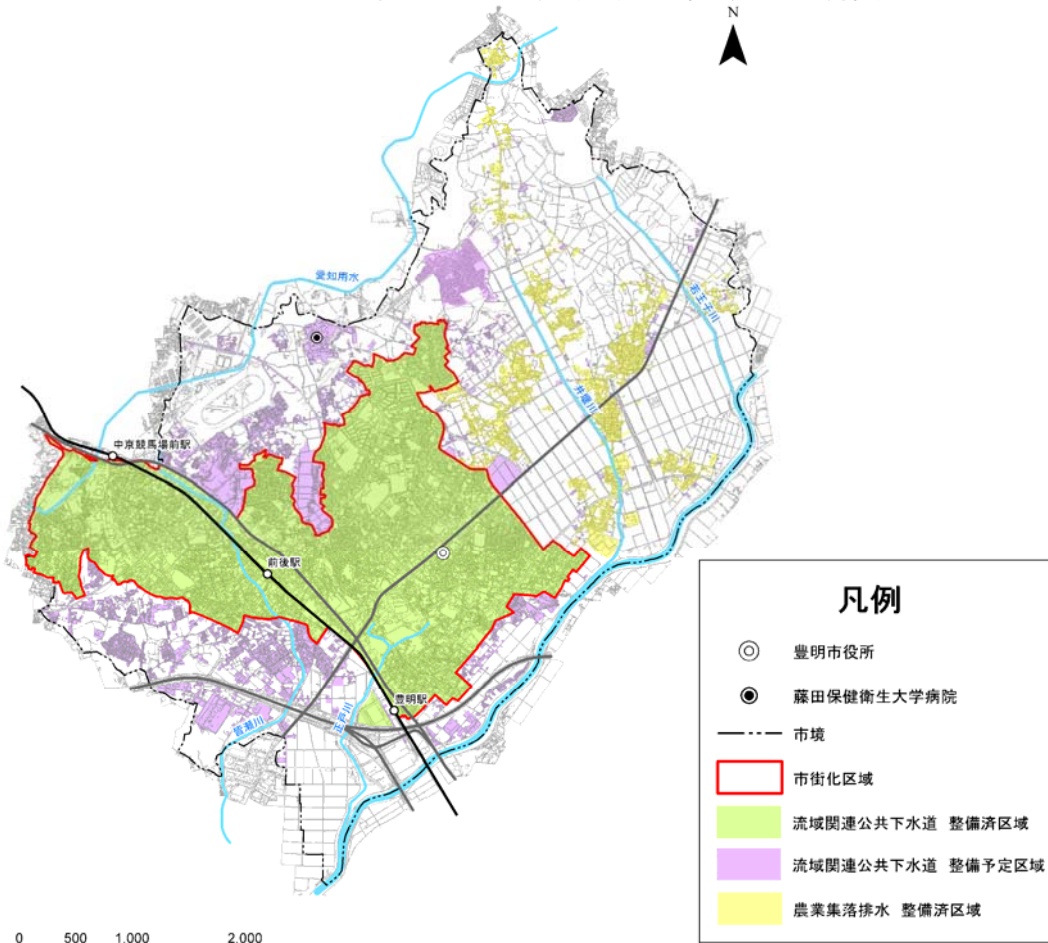 N
愛知用水
若王子川
井堰川
中京競馬場前駅
前後駅
豊明駅
皆瀬川
正戸川
凡例
豊明市役所
藤田保健衛生大学病院
市境
市街化区域
流域関連公共下水道 整備済区域
流域関連公共下水道 整備予定区域
農業集落排水 整備済区域
0 500 1.000 2.000